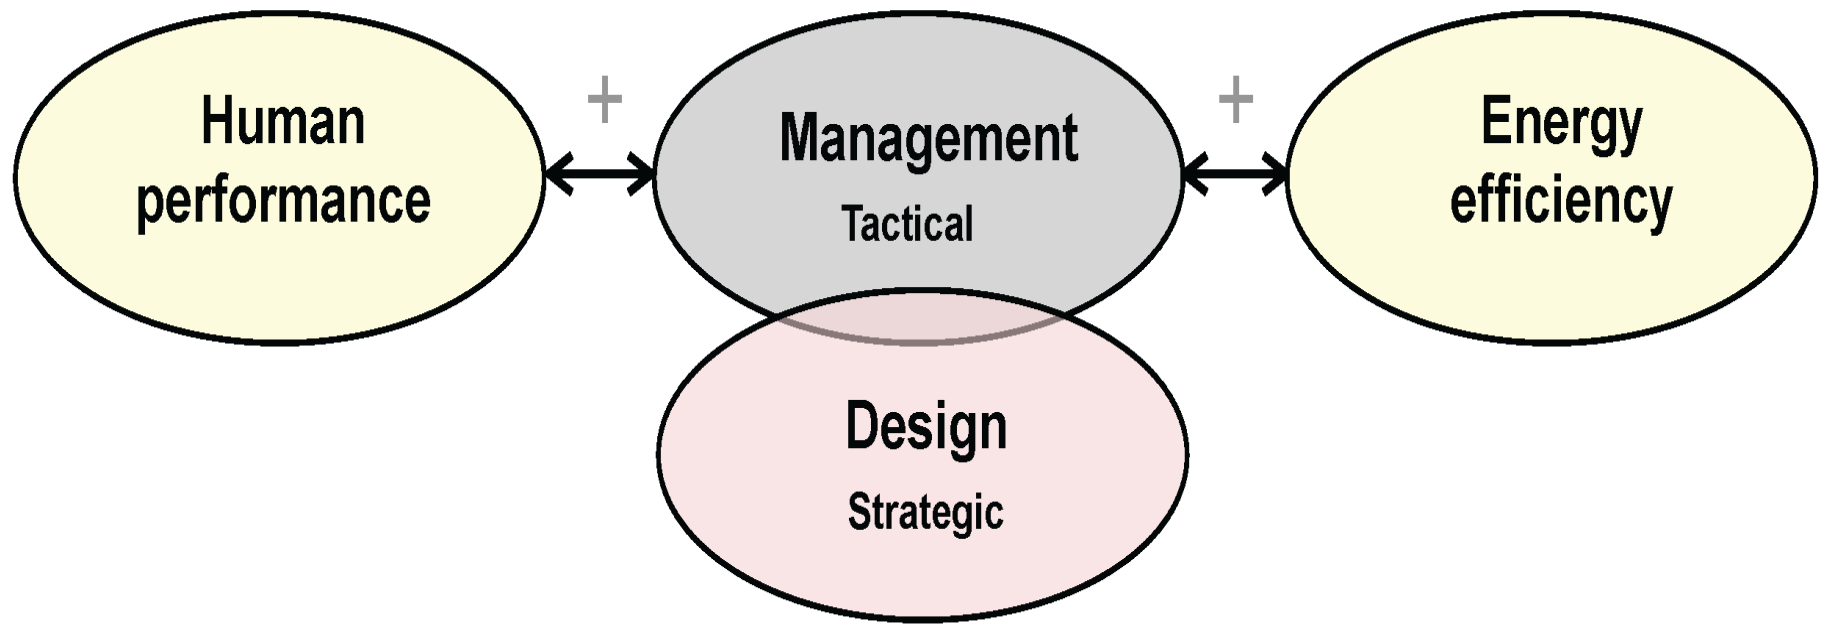 Human
performance
+
Management
Tactical
+
Energy
efficiency
Design
Strategic